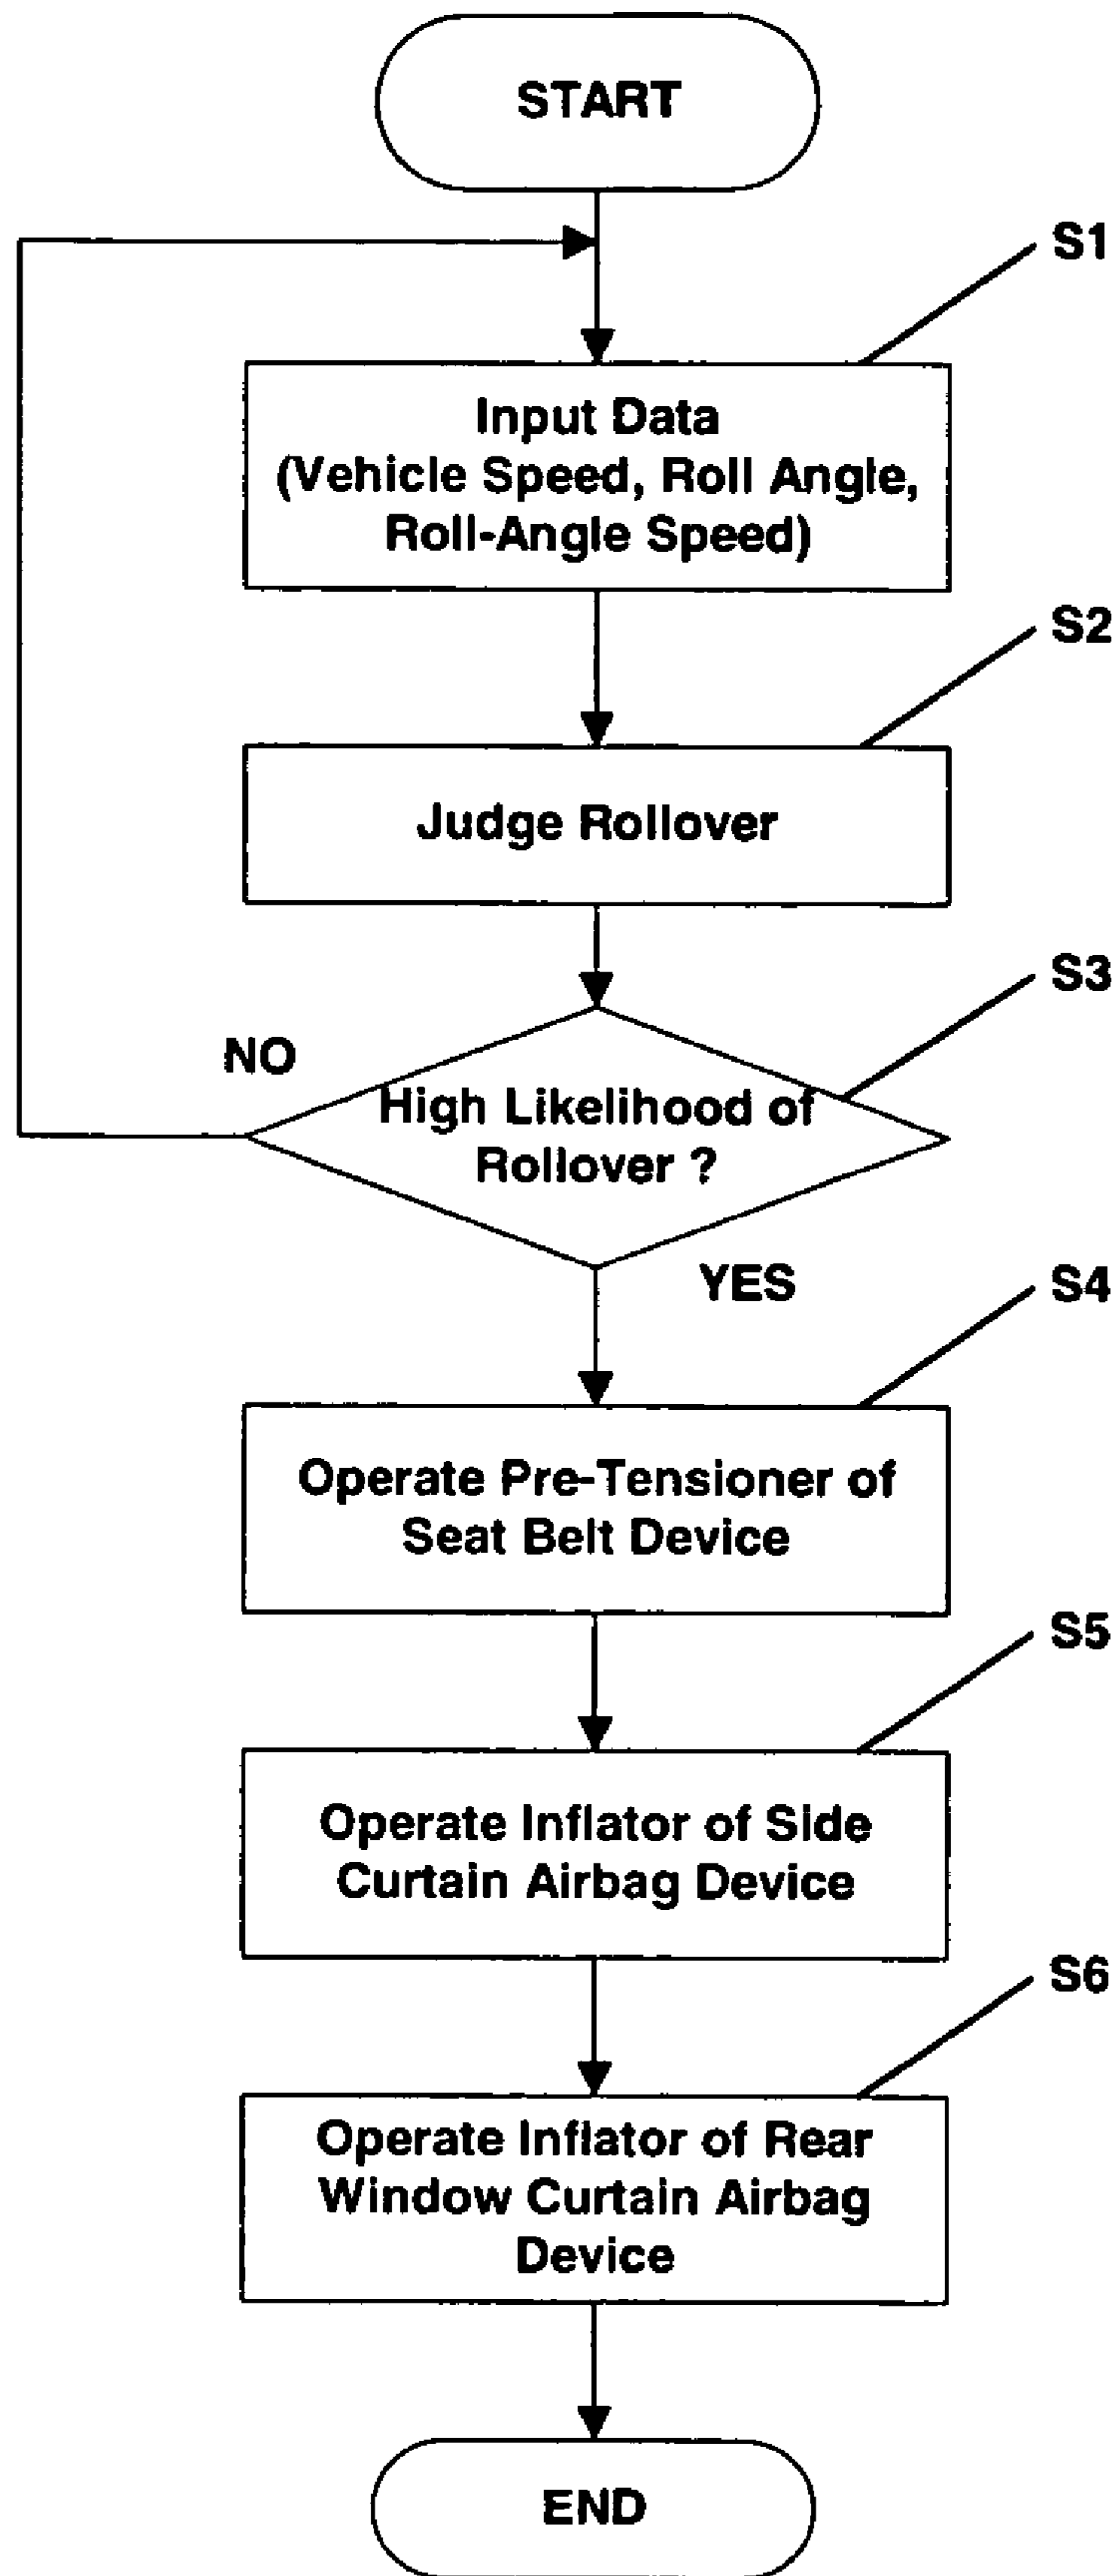 START
S1
Input Data
(Vehicle Speed, Roll Angle,
Roll-Angle Speed)
S2
Judge Rollover
S3
NO
High Likelihood of
Rollover ?
YES
S4
Operate Pre-Tensioner of
Seat Belt Device
S5
Operate Inflator of Side
Curtain Airbag Device
S6
Operate Inflator of Rear
Window Curtain Airbag
Device
END